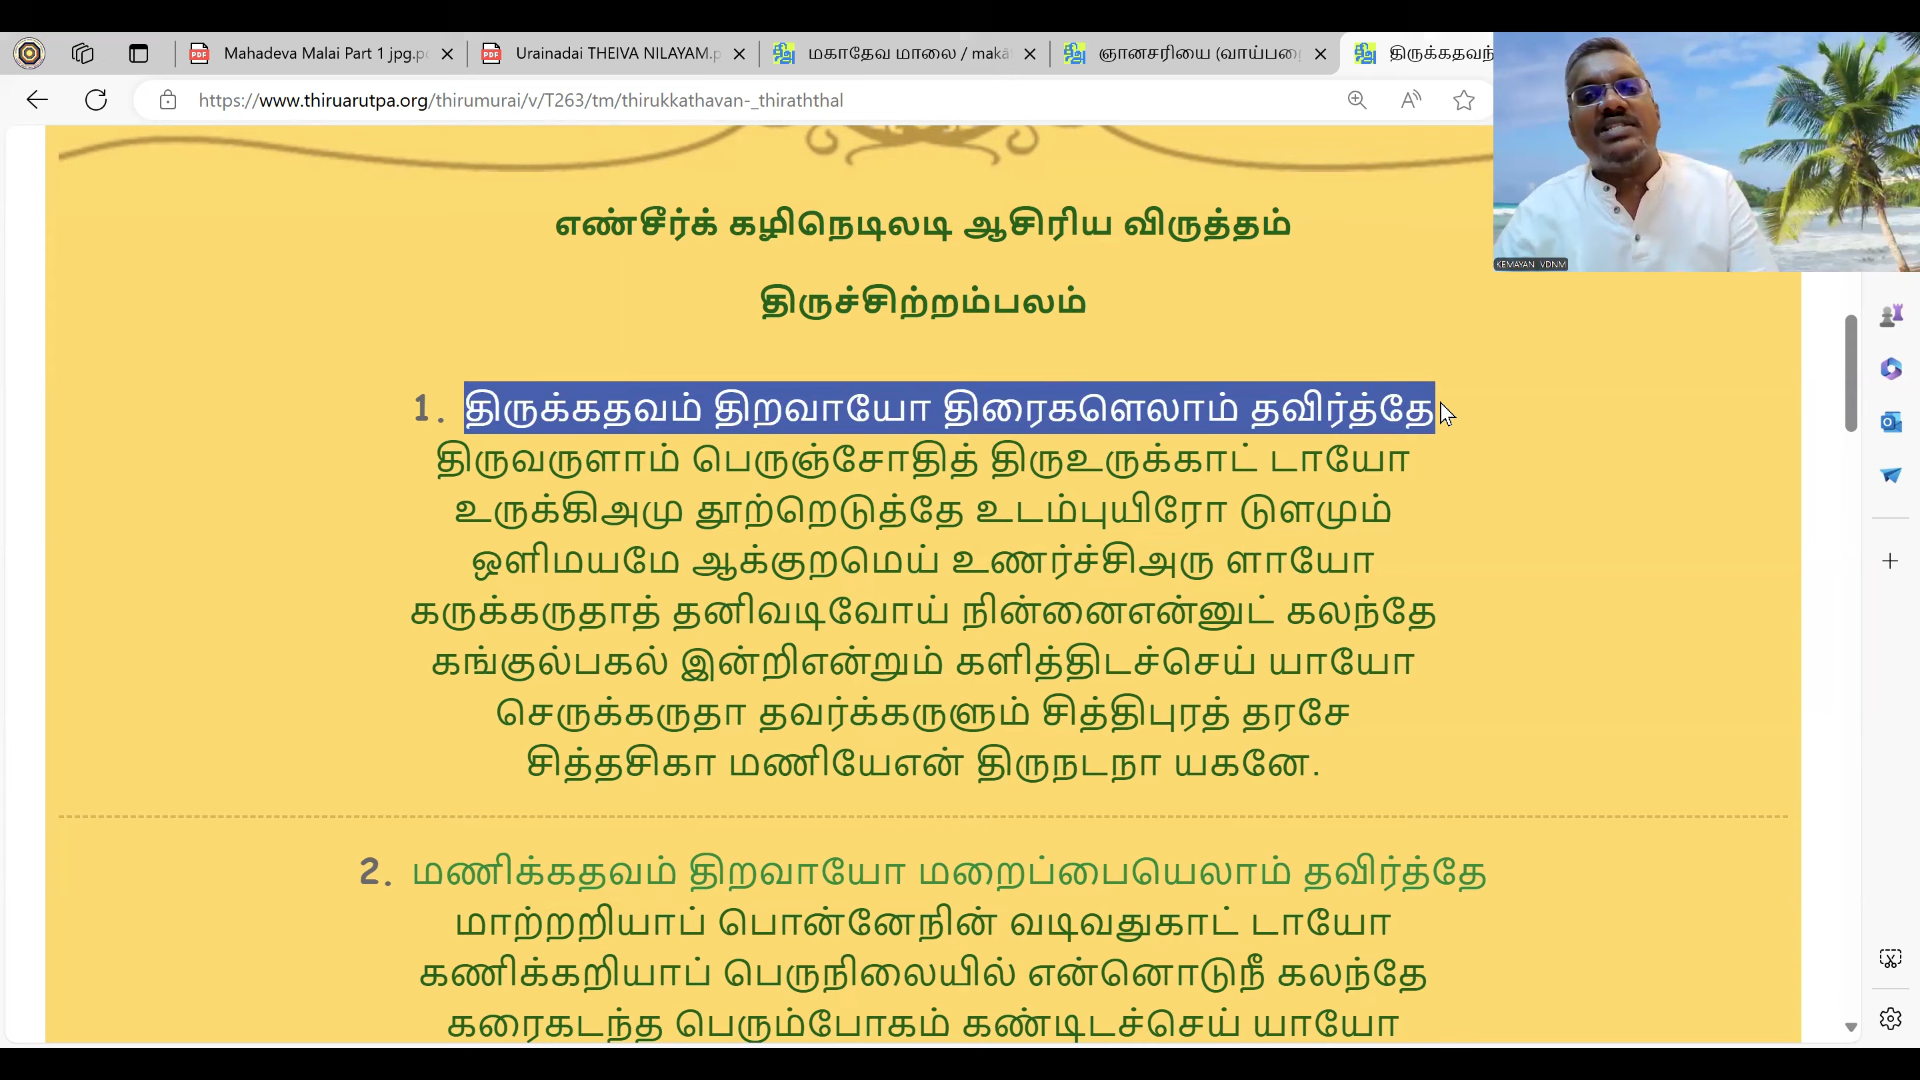 Mahadeva Malai Part 1 jpg.p
Urainadai THEIVA NILAYAM.p
மகாதேவ மாலை / makā
ஞானசரியை (வாய்பறை
திருக்கதவந்
https://www.thiruarutpa.org/thirumurai/v/T263/tm/thirukkathavan-_thiraththal
KEMAYAN VDNM
எண்சீர்க் கழிநெடிலடி ஆசிரிய விருத்தம்
திருச்சிற்றம்பலம்
1. திருக்கதவம் திறவாயோ திரைகளெலாம் தவிர்த்தே
திருவருளாம் பெருஞ்சோதித் திருஉருக்காட் டாயோ
உருக்கிஅமு தூற்றெடுத்தே உடம்புயிரோ டுளமும்
ஒளிமயமே ஆக்குறமெய் உணர்ச்சிஅரு ளாயோ
கருக்கருதாத் தனிவடிவோய் நின்னைஎன்னுட் கலந்தே
கங்குல்பகல் இன்றிஎன்றும் களித்திடச்செய் யாயோ
செருக்கருதா தவர்க்கருளும் சித்திபுரத் தரசே
சித்தசிகா மணியேஎன் திருநடநா யகனே.
2. மணிக்கதவம் திறவாயோ மறைப்பையெலாம் தவிர்த்தே
மாற்றறியாப் பொன்னேநின் வடிவதுகாட் டாயோ
கணிக்கறியாப் பெருநிலையில் என்னொடுநீ கலந்தே
கரைகடந்த பெரும்போகம் கண்டிடச்செய் யாயோ